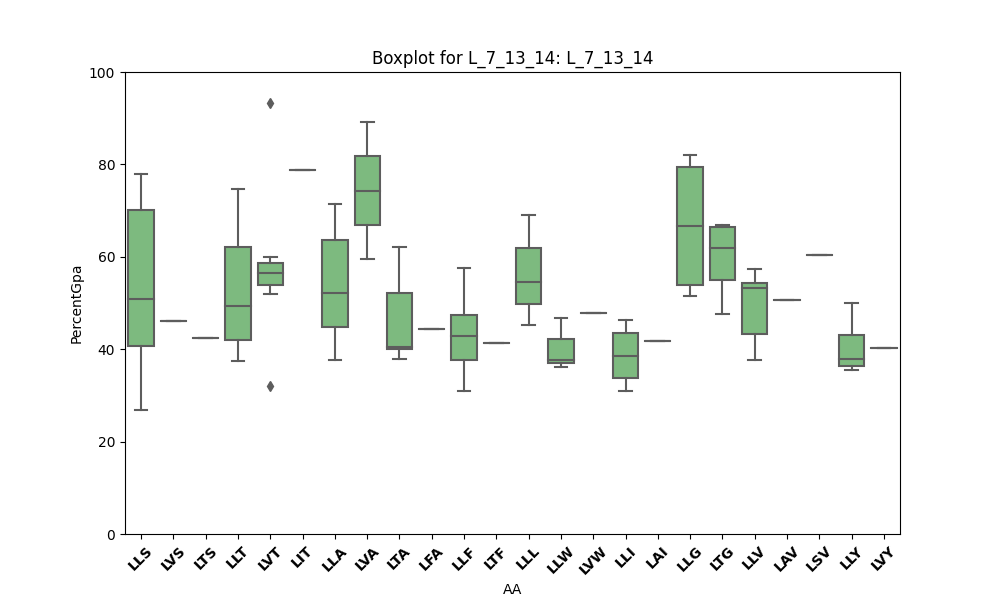 Boxplot for L_7_13_14: L_7_13_14
100
80
60
40
20
0
PercentGpa
LLS LVS LTS LLT LVT LIT LLA LVA LTA LFA LLF LTF LLL LLW LVW LLI LAI LLG LTG LLV LAV LSV LLY LVY
AA